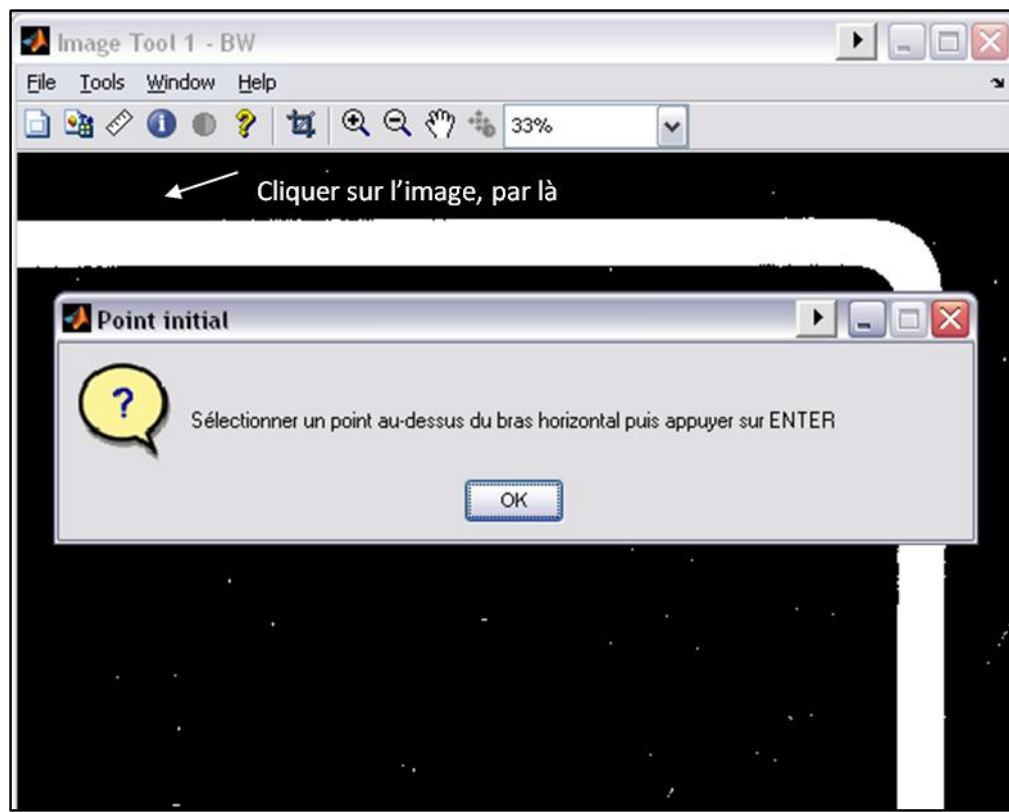 Image Tool 1 - BW
File Tools Window Help
33%
Cliquer sur l'image, par là
Point initial
?
Sélectionner un point au-dessus du bras horizontal puis appuyer sur ENTER
OK